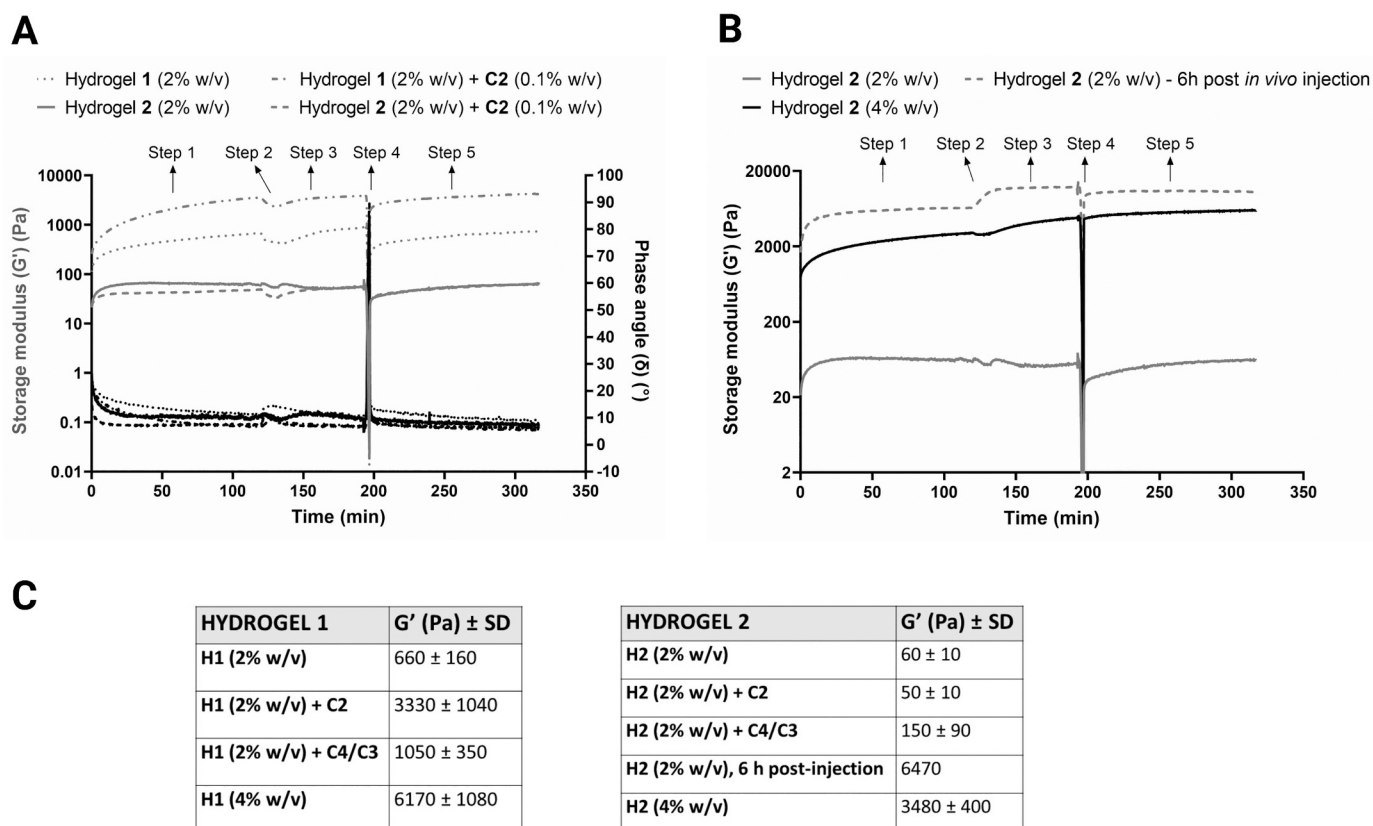 A
Hydrogel 1 (2% w/v)
Hydrogel 1 (2% w/v) + C2 (0.1% w/v)
Hydrogel 2 (2% w/v)
Hydrogel 2 (2% w/v) + C2 (0.1% w/v)
Step 1 Step 2 Step 3 Step 4 Step 5
Storage modulus (G') (Pa)
10000
1000
100
10
1
0.1
0.01
100
90
80
70
60
50
40
30
20
10
0
-10
Phase angle (δ) (°)
0 50 100 150 200 250 300 350
Time (min)
B
Hydrogel 2 (2% w/v)
Hydrogel 2 (2% w/v) - 6h post in vivo injection
Hydrogel 2 (4% w/v)
Step 1 Step 2 Step 3 Step 4 Step 5
Storage modulus (G') (Pa)
20000
2000
200
20
2
0 50 100 150 200 250 300 350
Time (min)
C
HYDROGEL 1 G' (Pa) ± SD
H1 (2% w/v) 660 ± 160
H1 (2% w/v) + C2 3330 ± 1040
H1 (2% w/v) + C4/C3 1050 ± 350
H1 (4% w/v) 6170 ± 1080
HYDROGEL 2 G' (Pa) ± SD
H2 (2% w/v) 60 ± 10
H2 (2% w/v) + C2 50 ± 10
H2 (2% w/v) + C4/C3 150 ± 90
H2 (2% w/v), 6 h post-injection 6470
H2 (4% w/v) 3480 ± 400